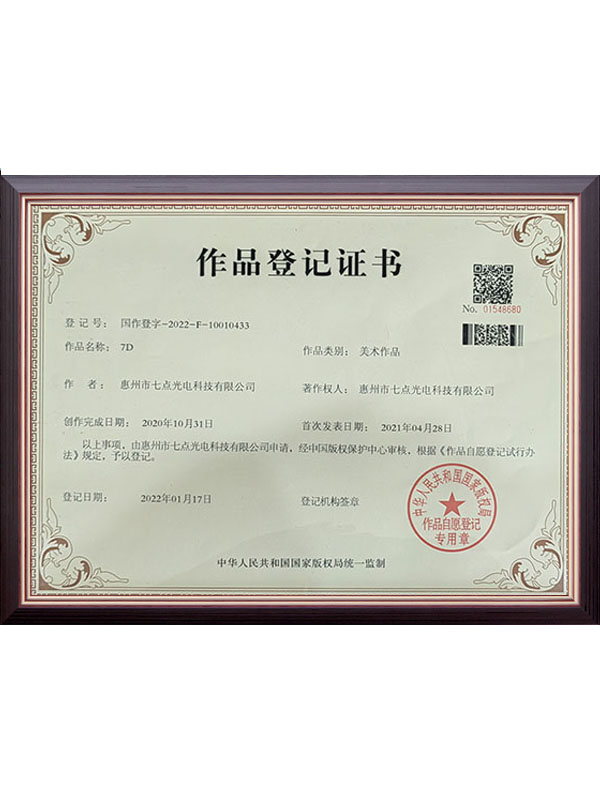 作品登记证书
No. 01548680
登 记 号： 国作登字-2022-F-10010433
作品名称： 7D
作品类别： 美术作品
作 者： 惠州市七点光电科技有限公司
著作权人： 惠州市七点光电科技有限公司
创作完成日期： 2020年10月31日
首次发表日期： 2021年04月28日
以上事项，由惠州市七点光电科技有限公司申请，经中国版权保护中心审核，根据《作品自愿登记试行办
法》规定，予以登记。
登记日期： 2022年01月17日
登记机构签章
中华人民共和国国家版权局
作品自愿登记
专用章
中华人民共和国国家版权局统一监制